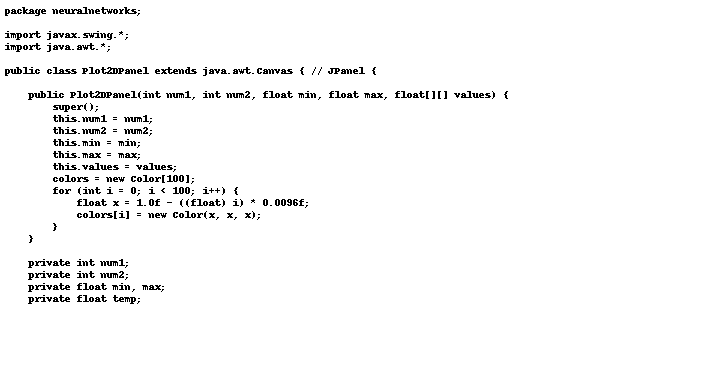 package neuralnetworks;

import javax.swing.*;
import java.awt.*;

public class Plot2DPanel extends java.awt.Canvas { // JPanel {

    public Plot2DPanel(int num1, int num2, float min, float max, float[][] values) {
        super();
        this.num1 = num1;
        this.num2 = num2;
        this.min = min;
        this.max = max;
        this.values = values;
        colors = new Color[100];
        for (int i = 0; i < 100; i++) {
            float x = 1.0f - ((float) i) * 0.0096f;
            colors[i] = new Color(x, x, x);
        }
    }

    private int num1;
    private int num2;
    private float min, max;
    private float temp;